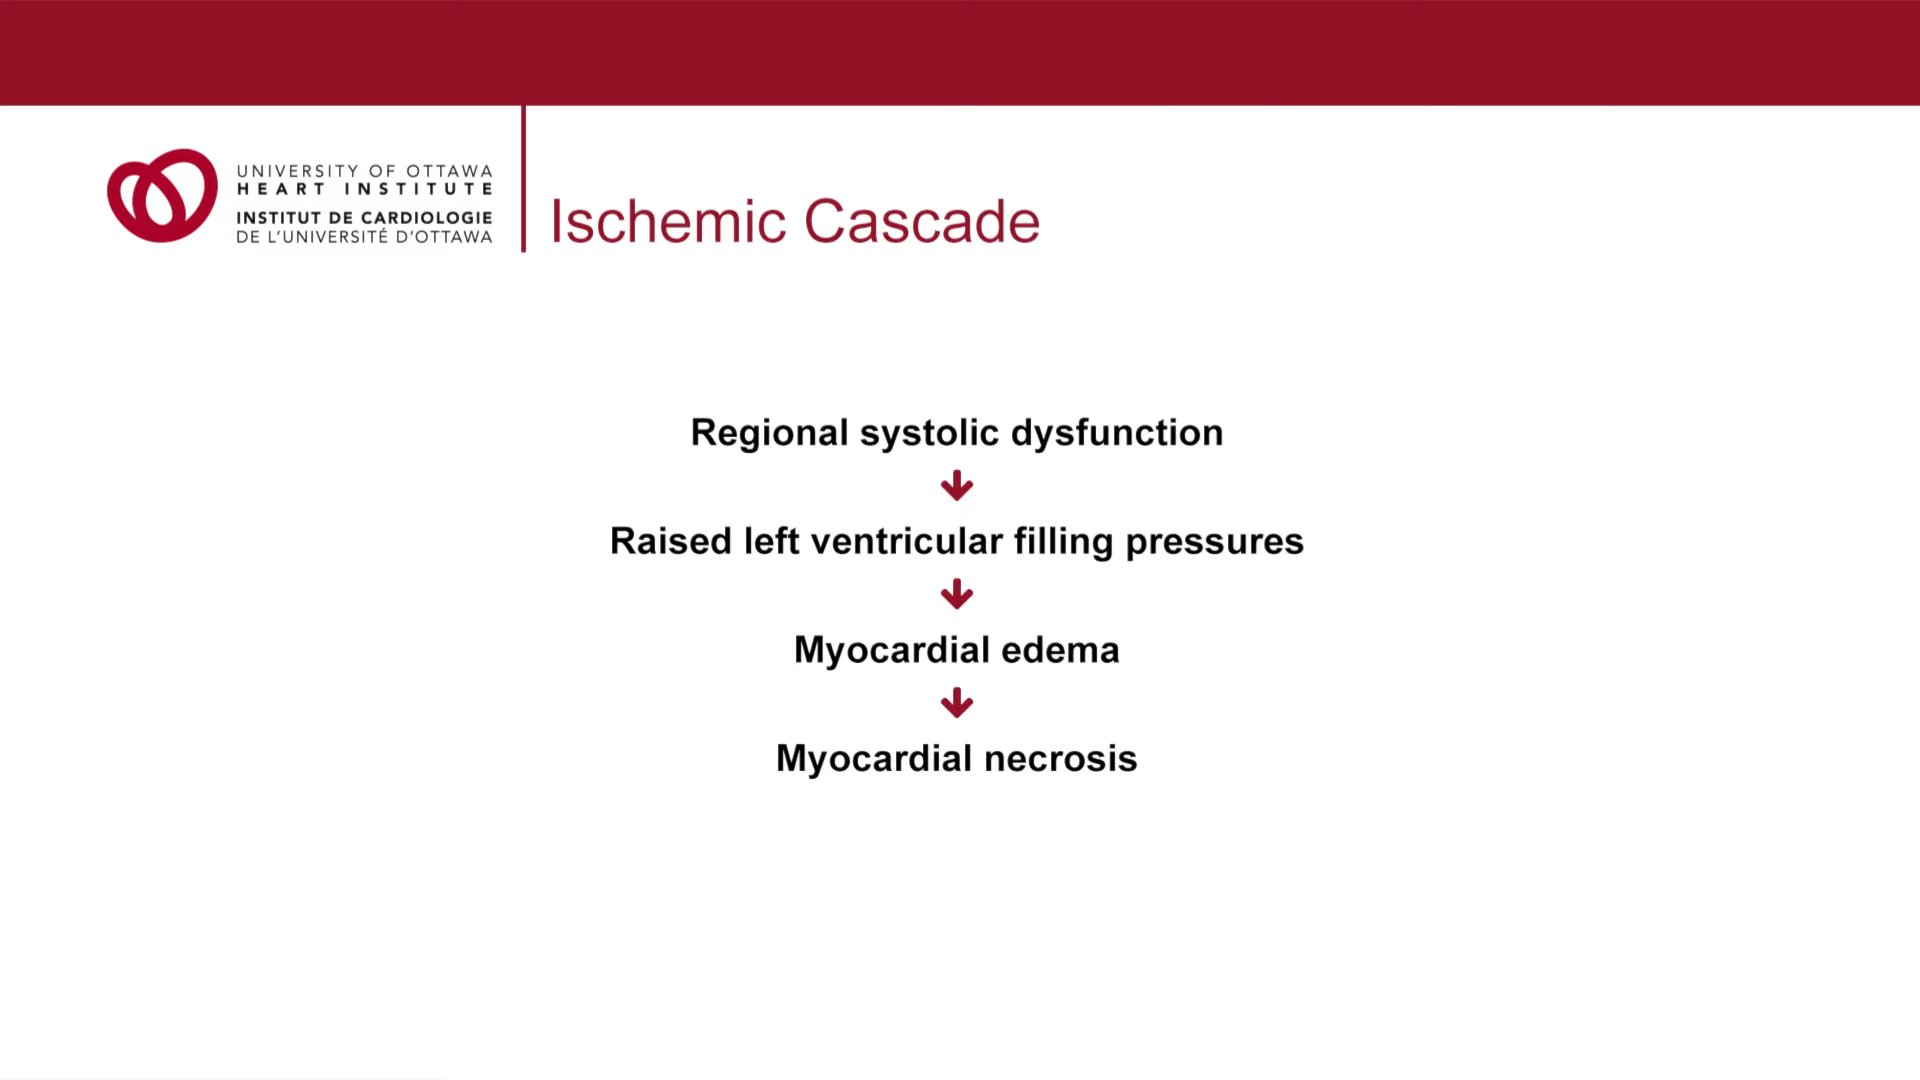 UNIVERSITY OF OTTAWA
HEART INSTITUTE
INSTITUT DE CARDIOLOGIE
DE L'UNIVERSITÉ D'OTTAWA
Ischemic Cascade
Regional systolic dysfunction
Raised left ventricular filling pressures
Myocardial edema
Myocardial necrosis